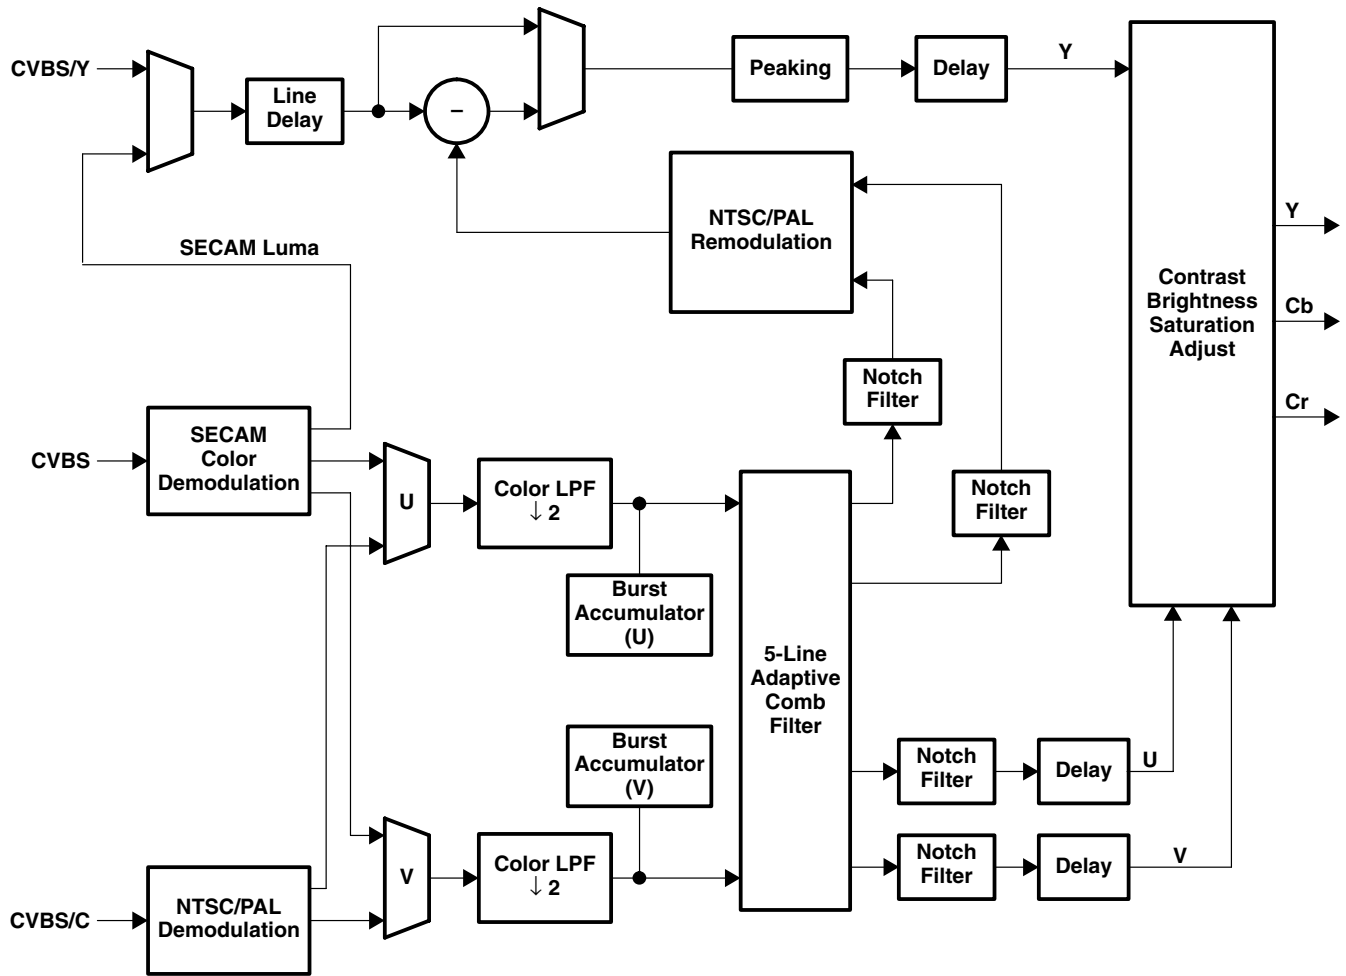 CVBS/Y
Line
Delay
–
Peaking
Delay
Y
NTSC/PAL
Remodulation
SECAM Luma
Contrast
Brightness
Saturation
Adjust
Y
Cb
Cr
Notch
Filter
CVBS
SECAM
Color
Demodulation
U
Color LPF
↓ 2
Notch
Filter
Burst
Accumulator
(U)
5-Line
Adaptive
Comb
Filter
Burst
Accumulator
(V)
Notch
Filter
Delay
U
CVBS/C
NTSC/PAL
Demodulation
V
Color LPF
↓ 2
Notch
Filter
Delay
V